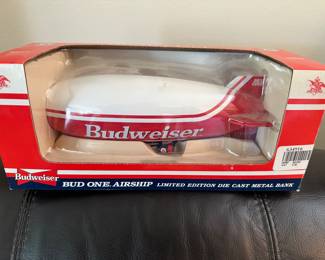 Budweiser
Budweiser
BUD ONE AIRSHIP LIMITED EDITION DIE CAST METAL BANK